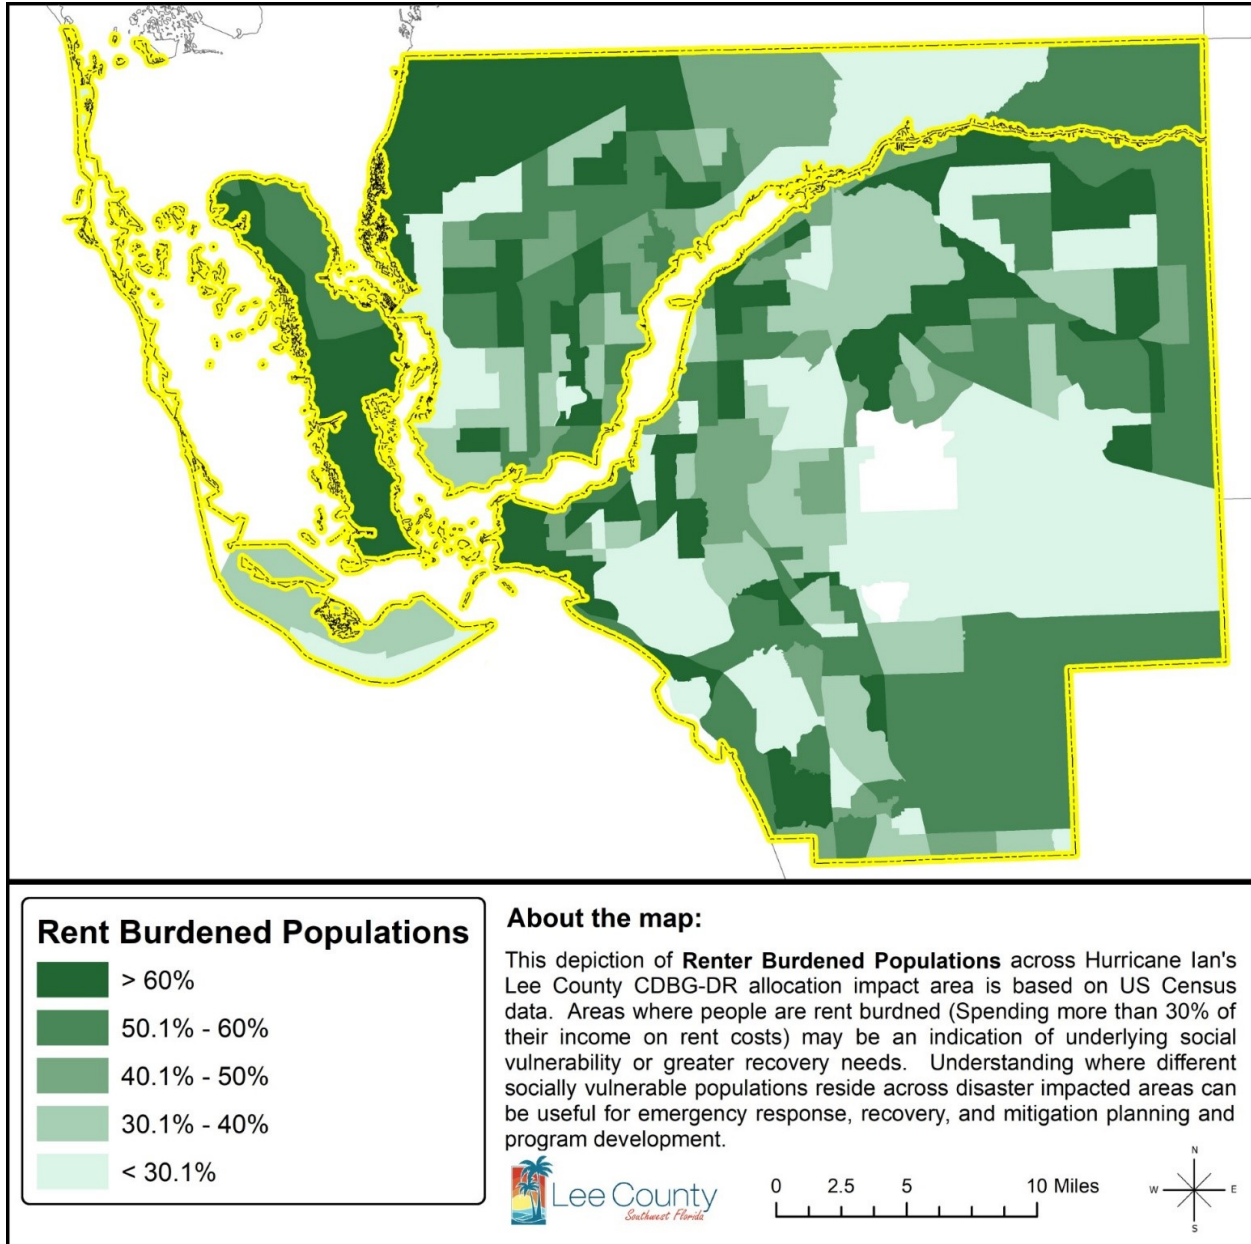 Rent Burdened Populations
> 60%
50.1% - 60%
40.1% - 50%
30.1% - 40%
< 30.1%
About the map:
This depiction of Renter Burdened Populations across Hurricane Ian's
Lee County CDBG-DR allocation impact area is based on US Census
data. Areas where people are rent burdned (Spending more than 30% of
their income on rent costs) may be an indication of underlying social
vulnerability or greater recovery needs. Understanding where different
socially vulnerable populations reside across disaster impacted areas can
be useful for emergency response, recovery, and mitigation planning and
program development.
Lee County
Southwest Florida
0 2.5 5 10 Miles
N
W E
S